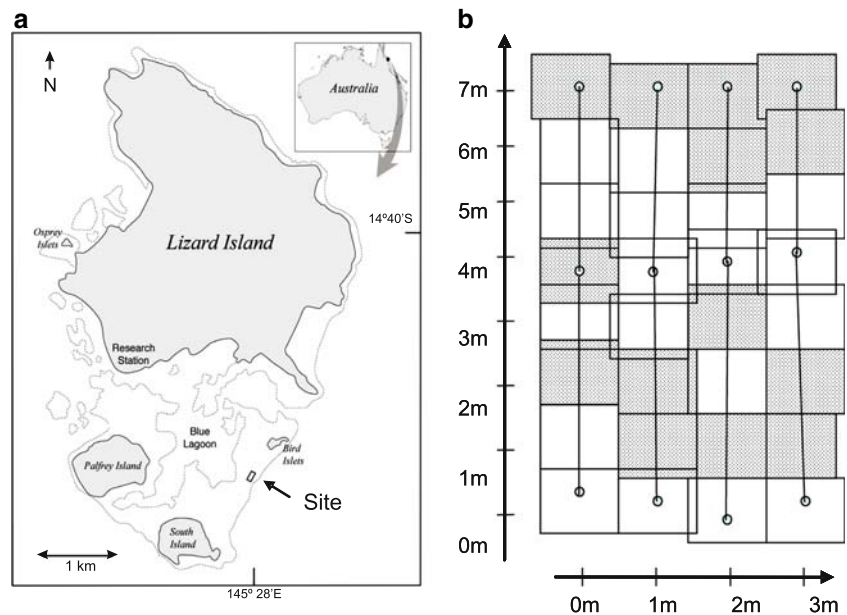 a
N
Australia
14°40'S
Osprey
Islets
Lizard Island
Research
Station
Blue
Lagoon
Bird
Islets
Palfrey Island
Site
South
Island
1 km
145° 28'E
b
7m
6m
5m
4m
3m
2m
1m
0m
0m 1m 2m 3m